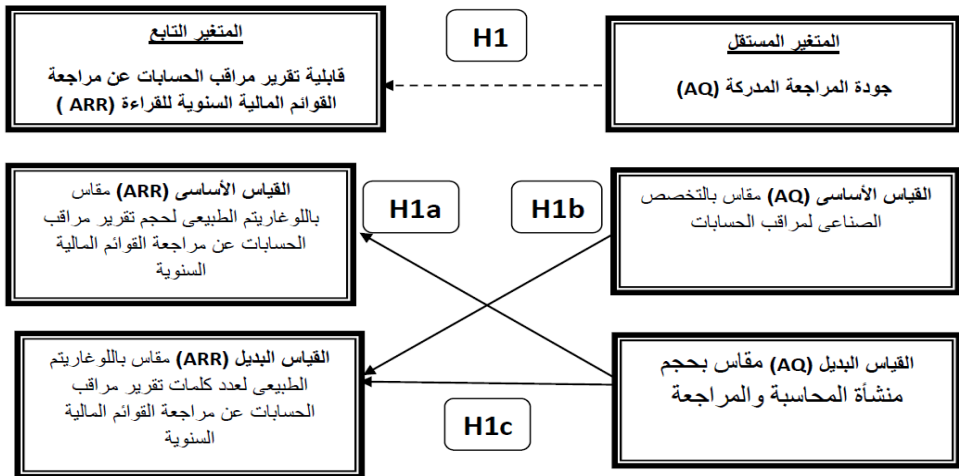 المتغير المستقل
جودة المراجعة المدركة (AQ)
H1
المتغير التابع
قابلية تقرير مراقب الحسابات عن مراجعة
القوائم المالية السنوية للقراءة (ARR )
القياس الأساسى (AQ) مقاس بالتخصص
الصناعى لمراقب الحسابات
H1b
H1a
القياس الأساسى (ARR) مقاس
باللوغاريتم الطبيعى لحجم تقرير مراقب
الحسابات عن مراجعة القوائم المالية
السنوية
القياس البديل (AQ) مقاس بحجم
منشأة المحاسبة والمراجعة
H1c
القياس البديل (ARR) مقاس باللوغاريتم
الطبيعى لعدد كلمات تقرير مراقب
الحسابات عن مراجعة القوائم المالية
السنوية